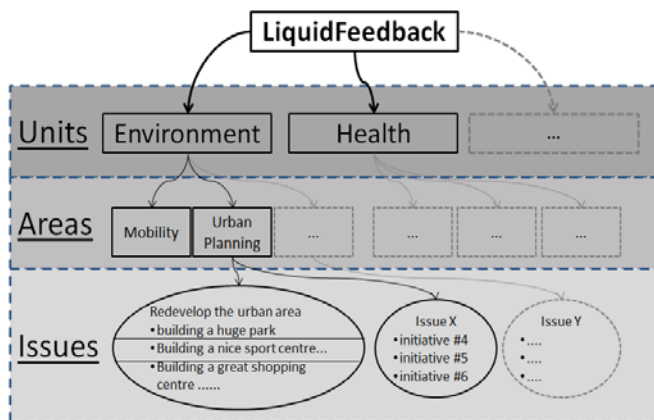 LiquidFeedback
Units
Environment
Health
...
Areas
Mobility
Urban
Planning
...
...
...
...
Issues
Redevelop the urban area
•building a huge park
•Building a nice sport centre...
•Building a great shopping
centre ......
Issue X
•initiative #4
•initiative #5
•initiative #6
Issue Y
•....
•....
•....